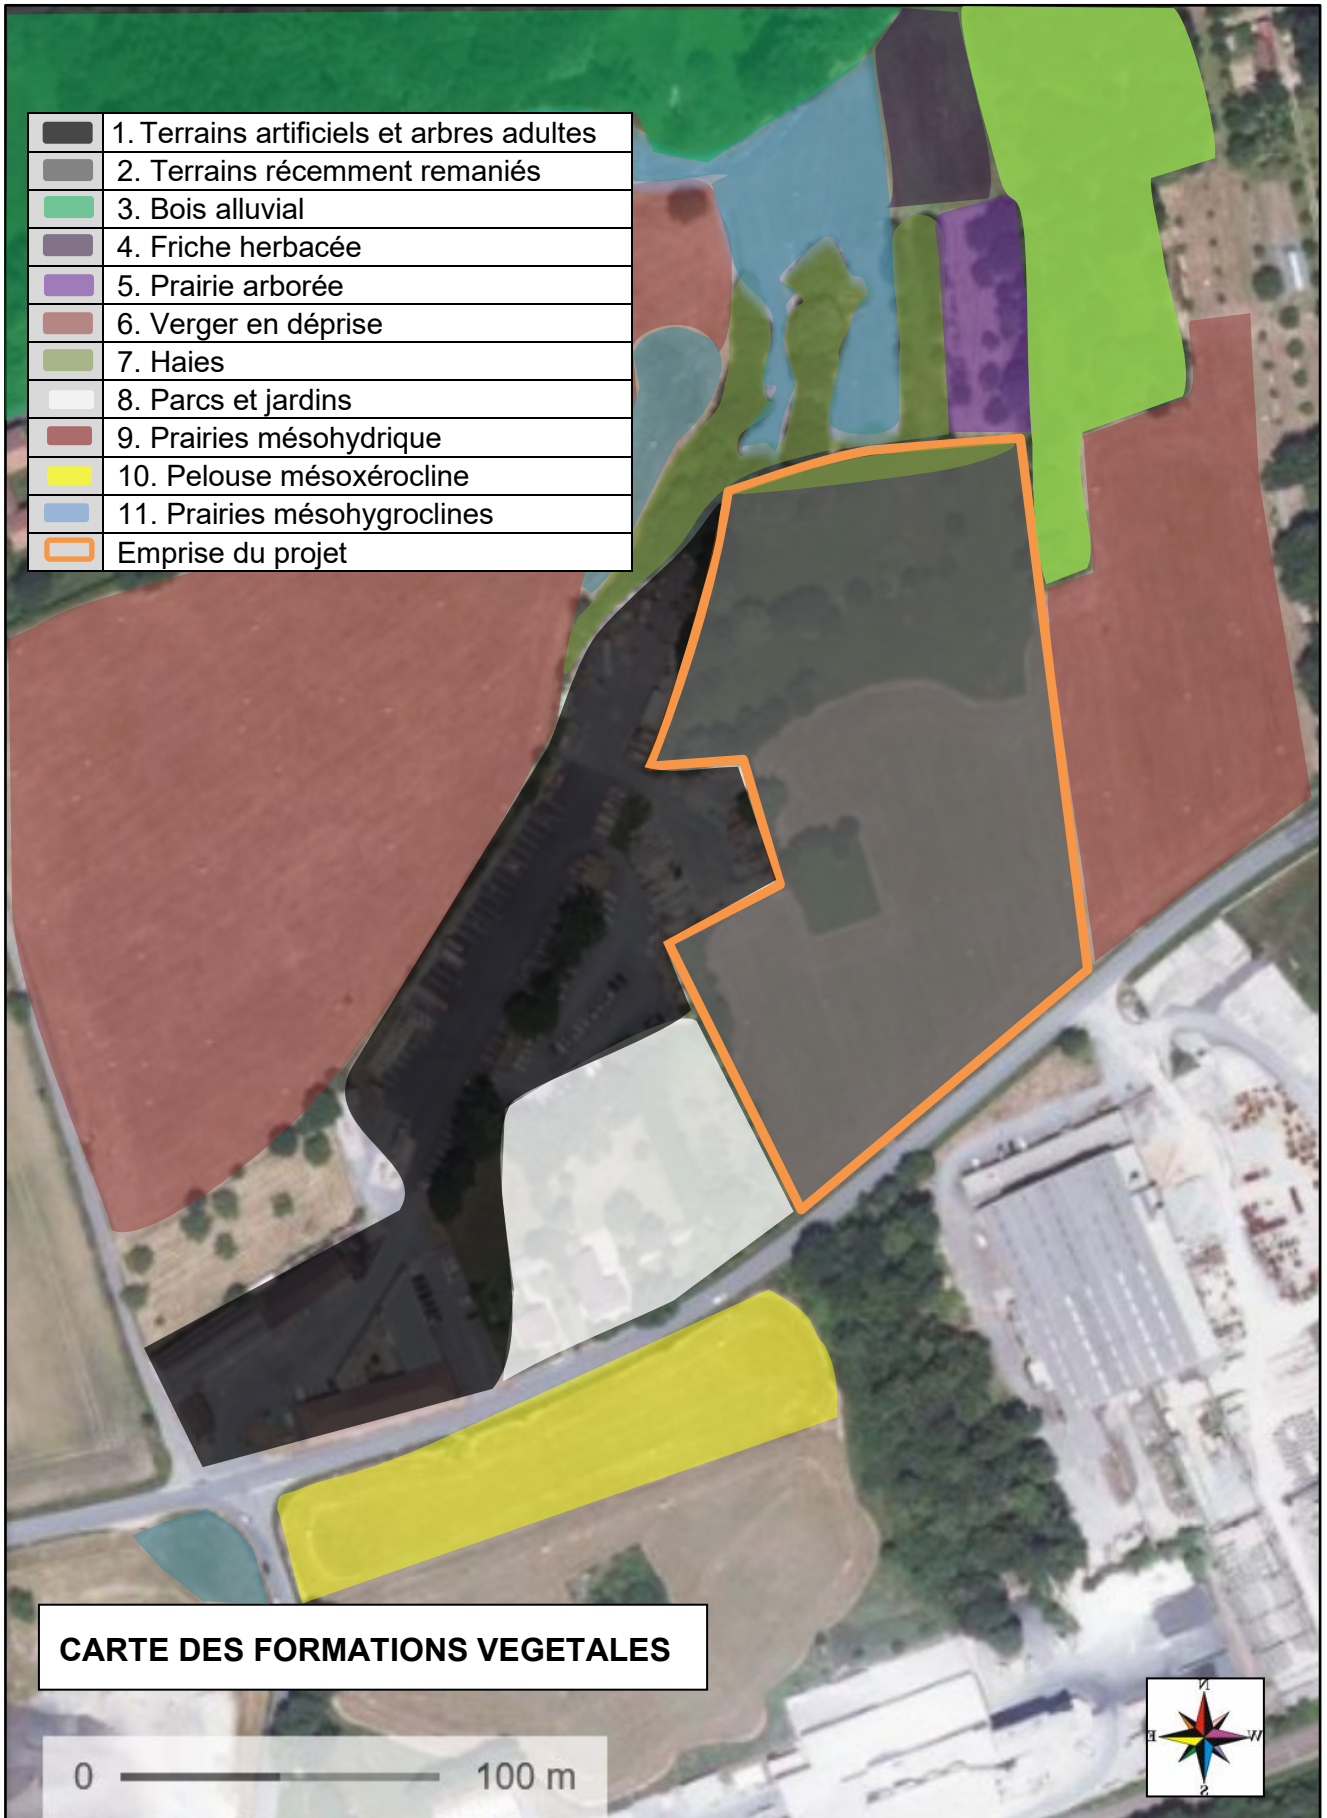 1. Terrains artificiels et arbres adultes
2. Terrains récemment remaniés
3. Bois alluvial
4. Friche herbacée
5. Prairie arborée
6. Verger en déprise
7. Haies
8. Parcs et jardins
9. Prairies mésohydrique
10. Pelouse mésoxérocline
11. Prairies mésohygroclines
Emprise du projet
CARTE DES FORMATIONS VEGETALES
N
E W
S
0 100 m